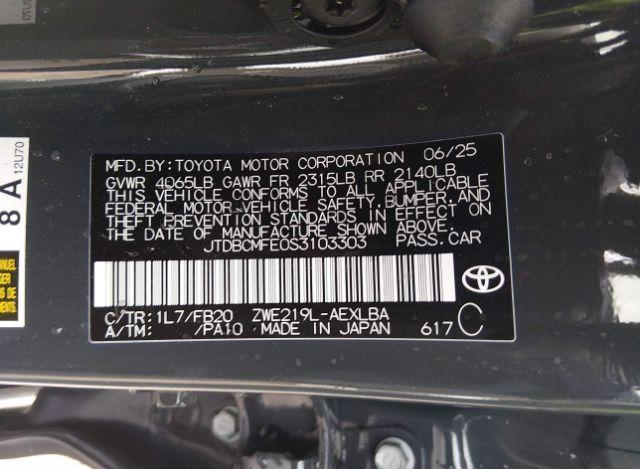 MFD.BY:TOYOTA MOTOR CORPORATION 06/25
GVWR 4065LB GAWR FR 2315LB RR 2140LB
THIS VEHICLE CONFORMS TO ALL APPLICABLE
FEDERAL MOTOR VEHICLE SAFETY, BUMPER, AND
THEFT PREVENTION STANDARDS IN EFFECT ON
THE DATE OF MANUFACTURE SHOWN ABOVE.
JTDBCMFE0S3103303 PASS.CAR
C/TR:1L7/FB20 ZWE219L-AEXLBA
A/TM: /PA10 MADE IN JAPAN 617 C
8 A
12U70